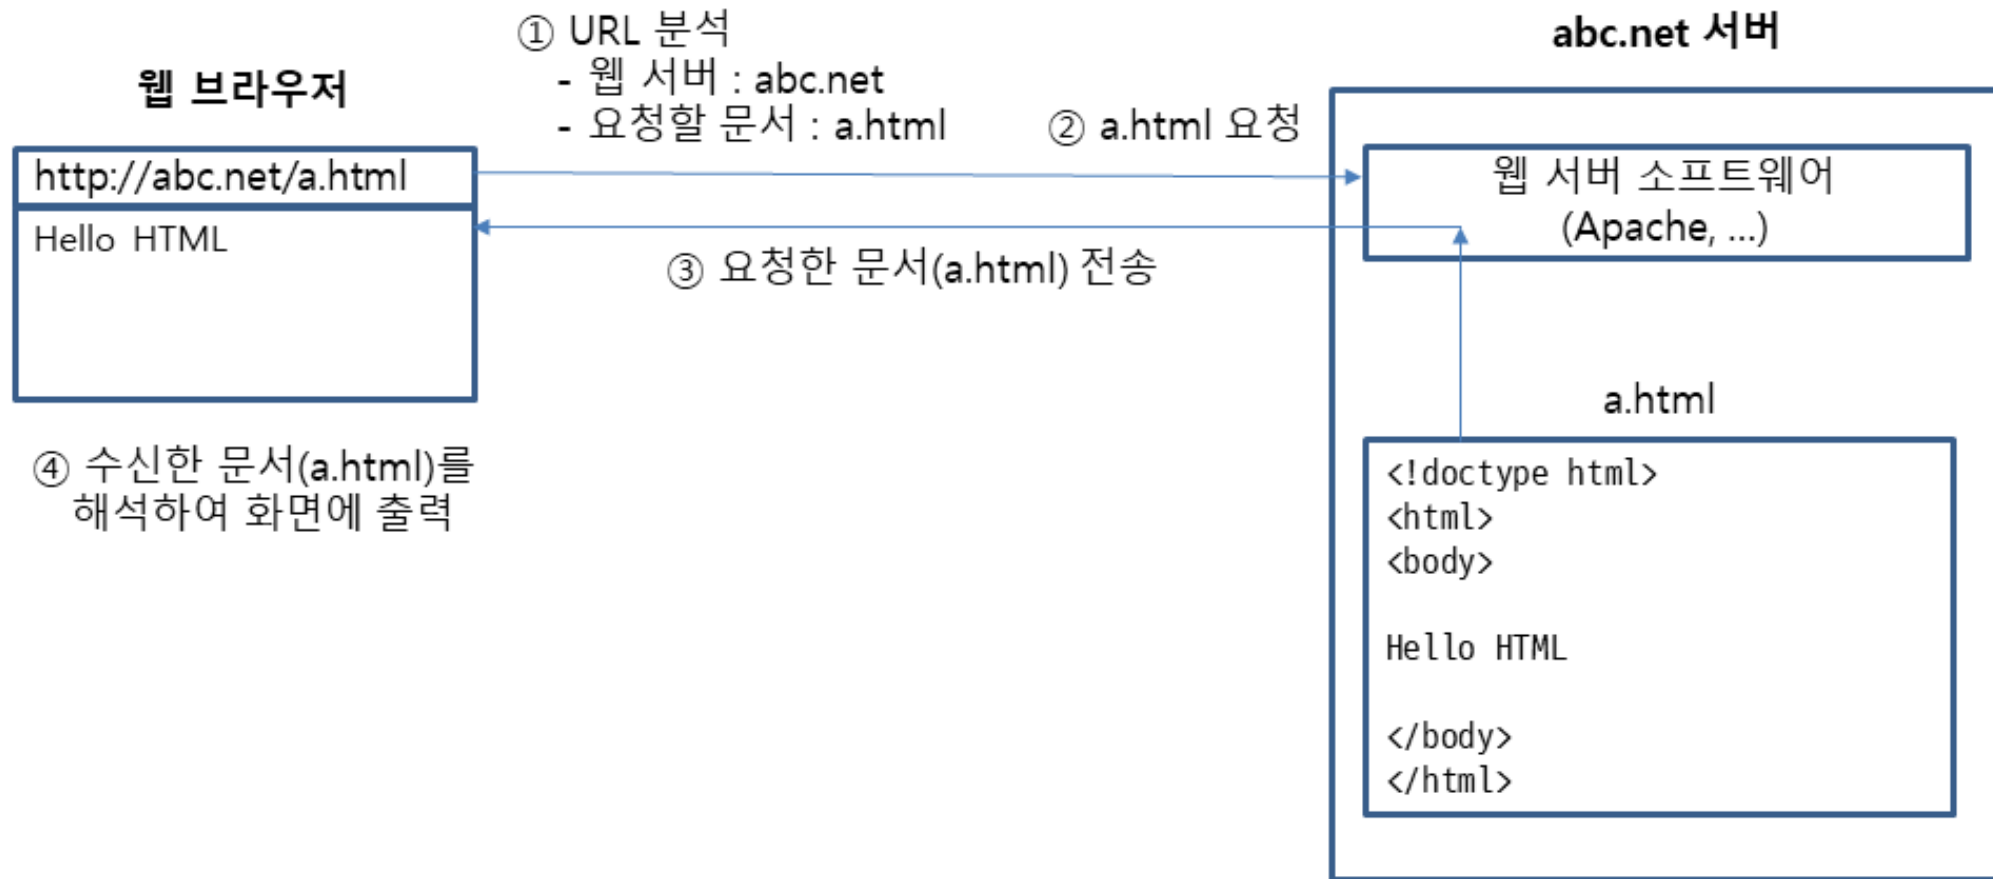 웹 브라우저
http://abc.net/a.html
Hello HTML
① URL 분석
- 웹 서버 : abc.net
- 요청할 문서 : a.html
② a.html 요청
③ 요청한 문서(a.html) 전송
④ 수신한 문서(a.html)를
해석하여 화면에 출력
abc.net 서버
웹 서버 소프트웨어
(Apache, ...)
a.html
<!doctype html>
<html>
<body>
Hello HTML
</body>
</html>